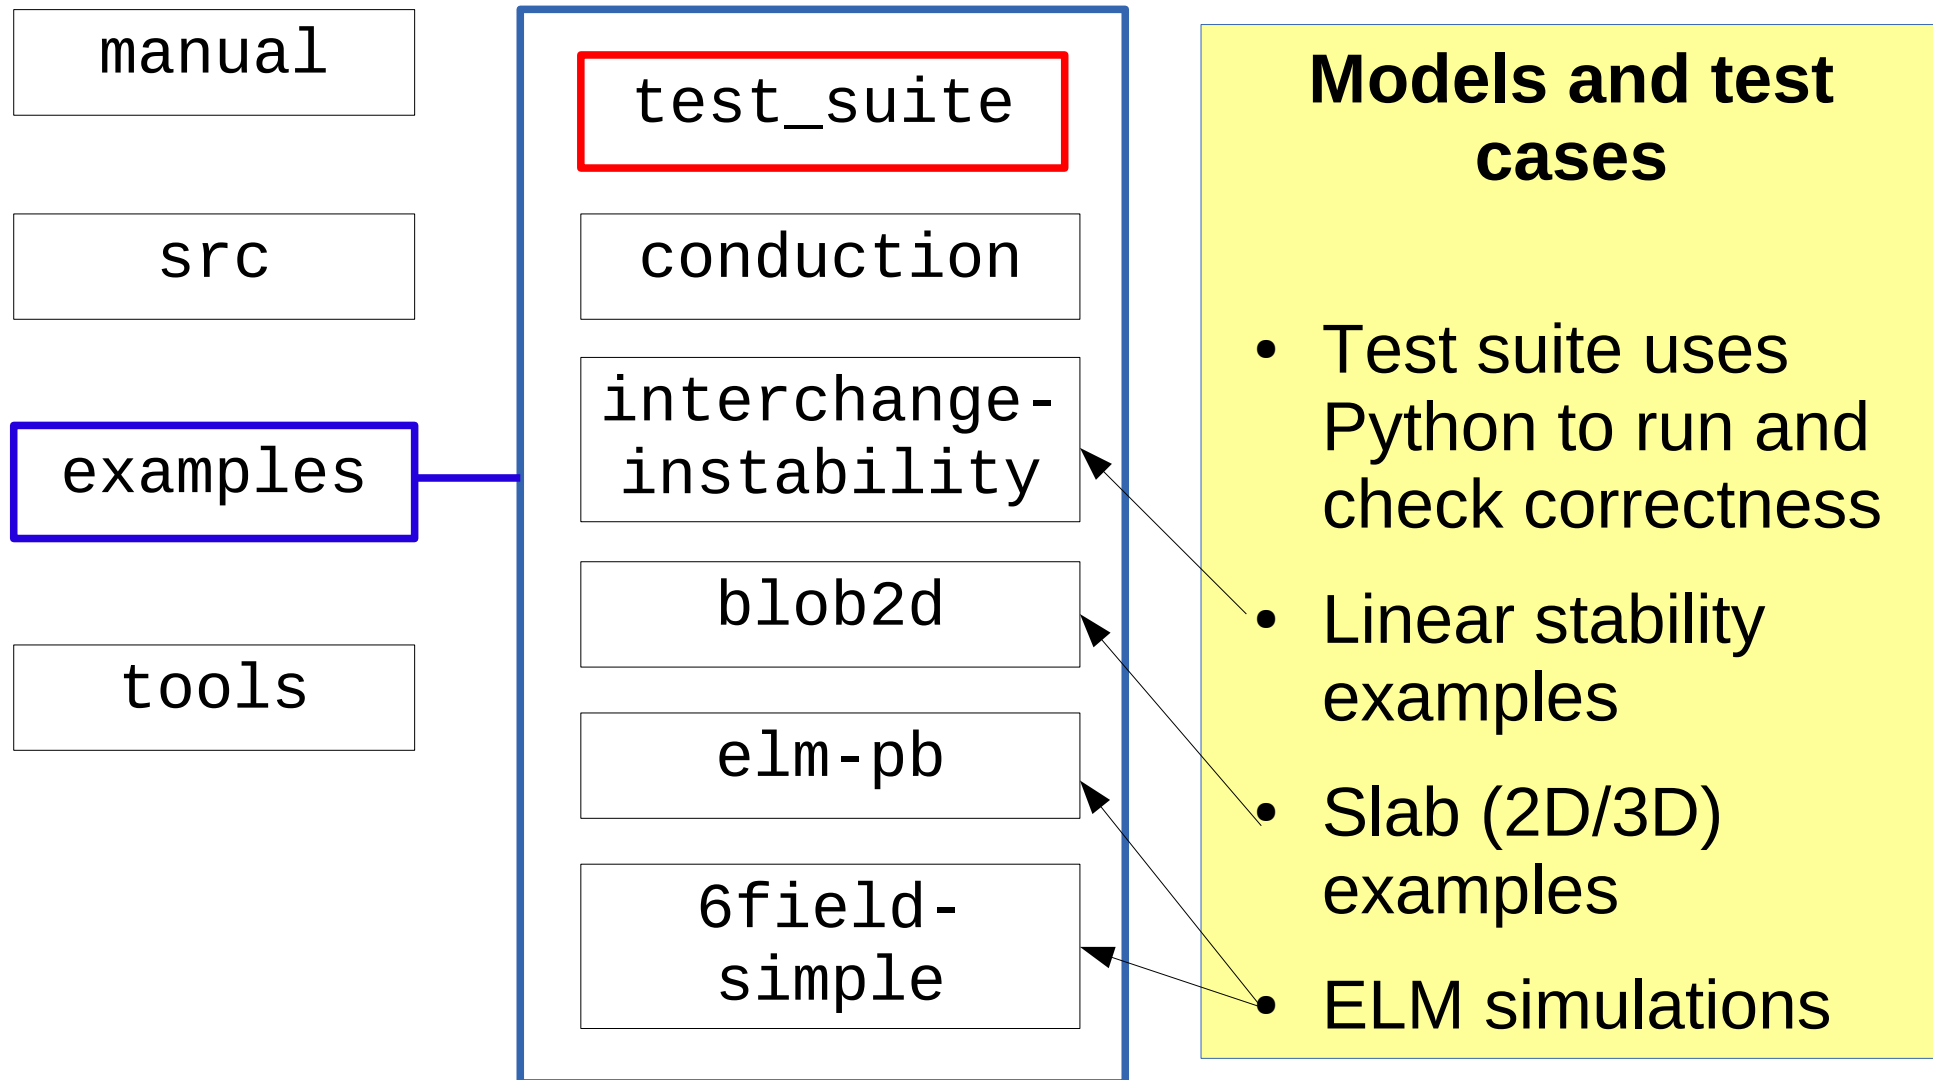 manual
src
examples
tools
test_suite
conduction
interchange-
instability
blob2d
elm-pb
6field-
simple
Models and test
cases
• Test suite uses
Python to run and
check correctness
• Linear stability
examples
• Slab (2D/3D)
examples
• ELM simulations